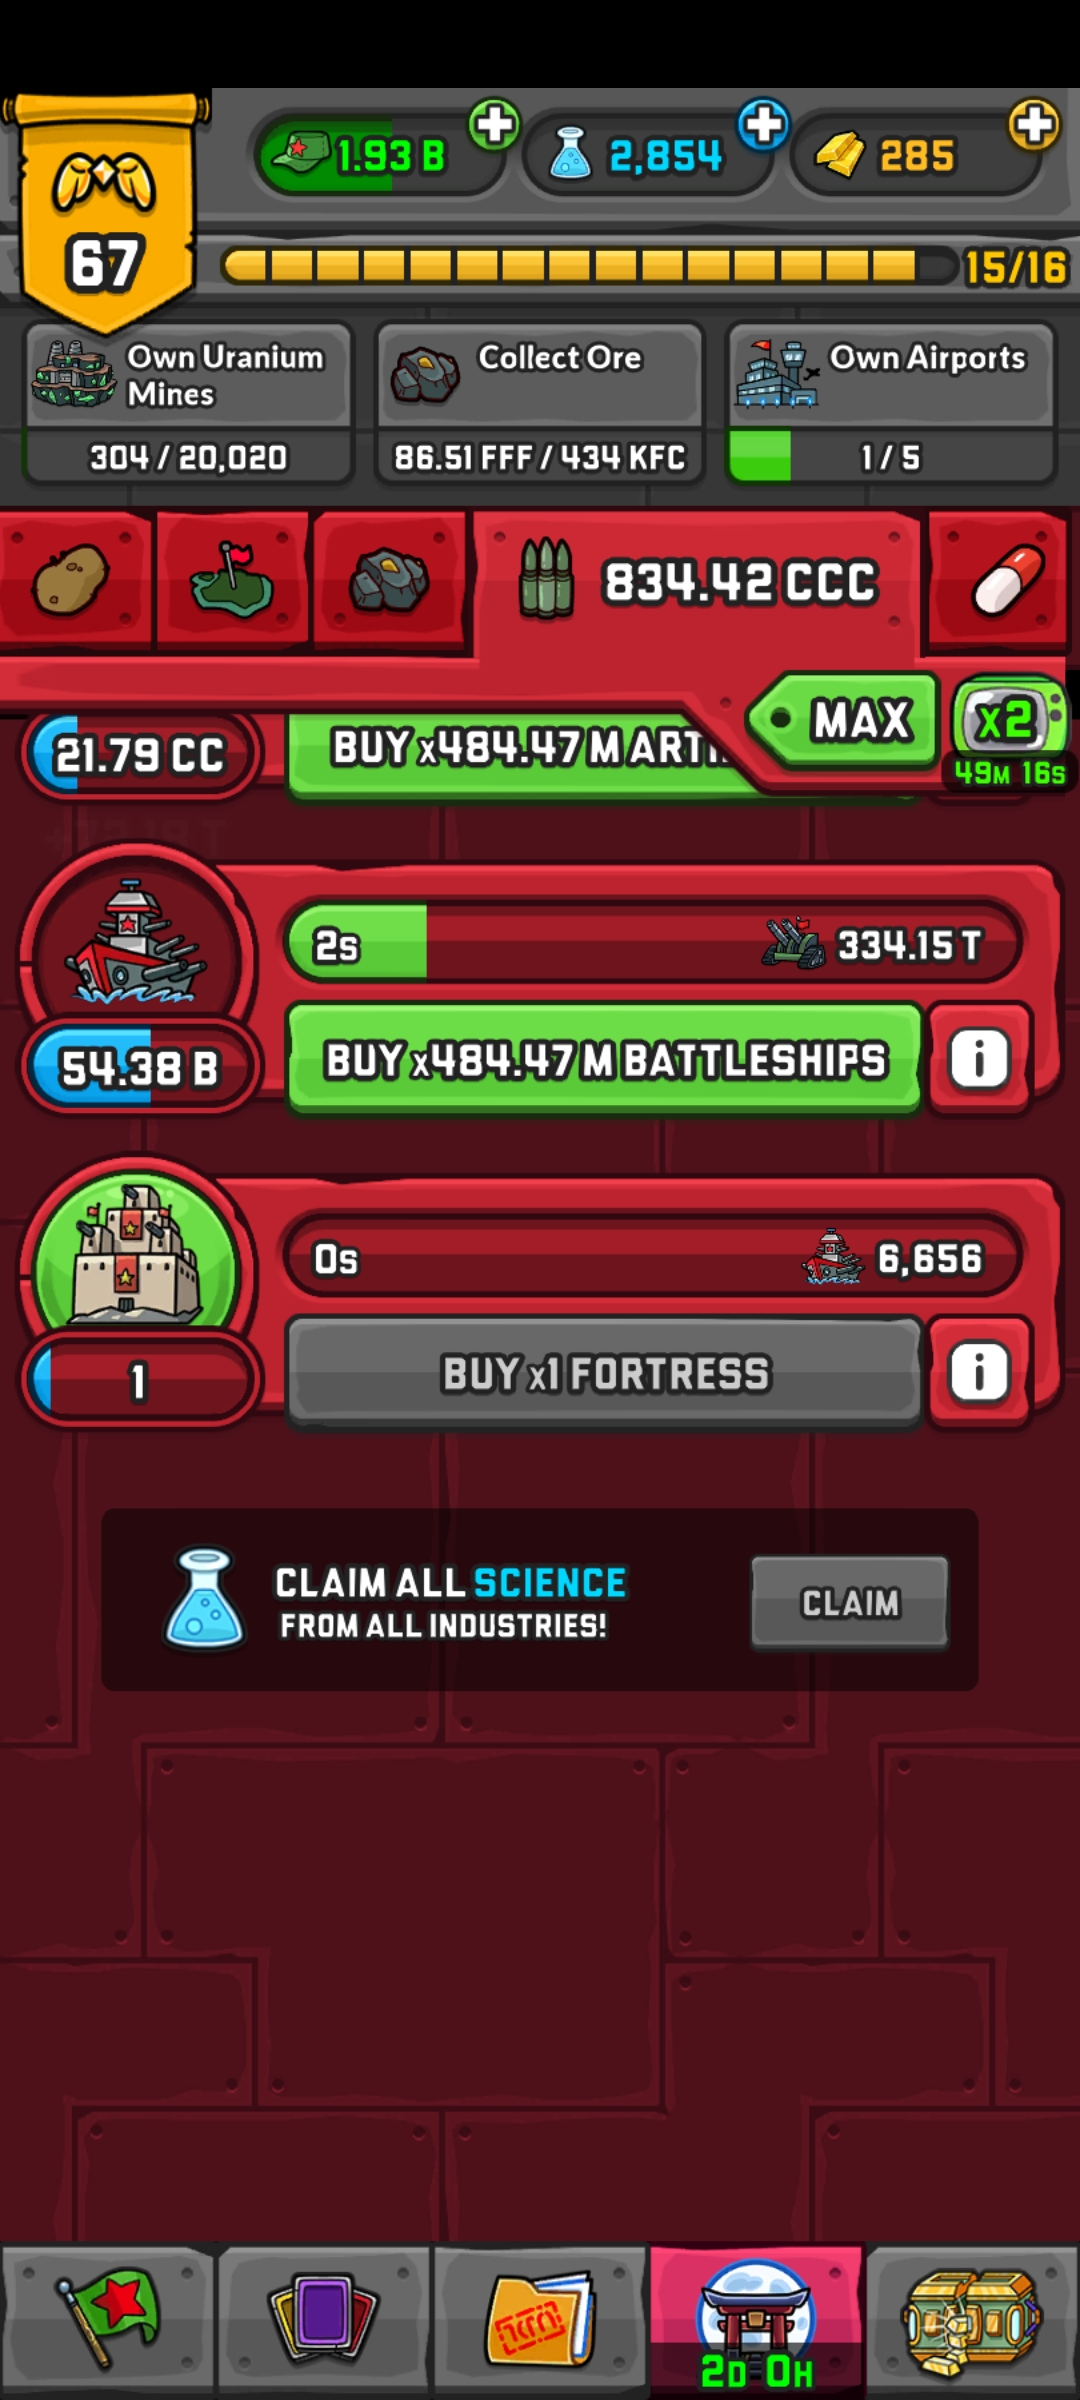 1.93 B
2,854
285
67
15/16
Own Uranium
Mines
304 / 20,020
Collect Ore
86.51 FFF / 434 KFC
Own Airports
1 / 5
834.42 CCC
MAX
x2
49M 16S
21.79 CC
BUY x484.47 M ARTI
2s
334.15 T
54.38 B
BUY x484.47 M BATTLESHIPS
i
0s
6,656
1
BUY x1 FORTRESS
i
CLAIM ALL SCIENCE
FROM ALL INDUSTRIES!
CLAIM
2D 0H